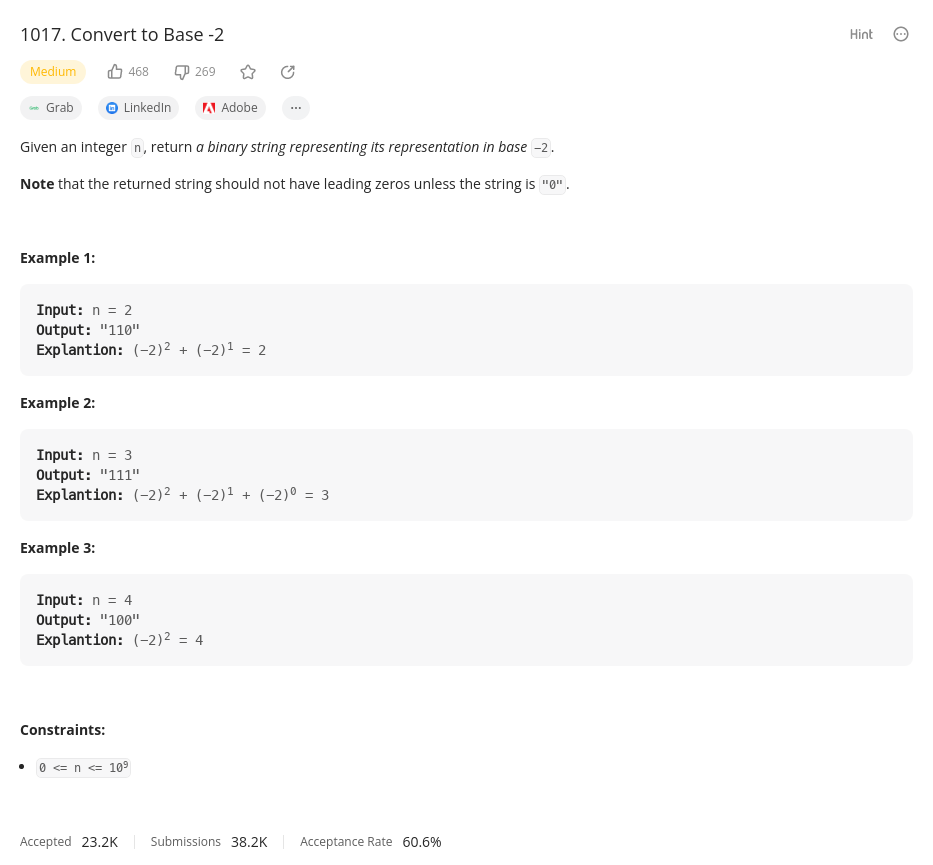 1017. Convert to Base -2
Hint
Medium
468
269
Grab
LinkedIn
Adobe
···
Given an integer n, return a binary string representing its representation in base -2.
Note that the returned string should not have leading zeros unless the string is "0".
Example 1:
Input: n = 2
Output: "110"
Explantion: (-2)² + (-2)¹ = 2
Example 2:
Input: n = 3
Output: "111"
Explantion: (-2)² + (-2)¹ + (-2)⁰ = 3
Example 3:
Input: n = 4
Output: "100"
Explantion: (-2)² = 4
Constraints:
• 0 <= n <= 10⁹
Accepted 23.2K Submissions 38.2K Acceptance Rate 60.6%